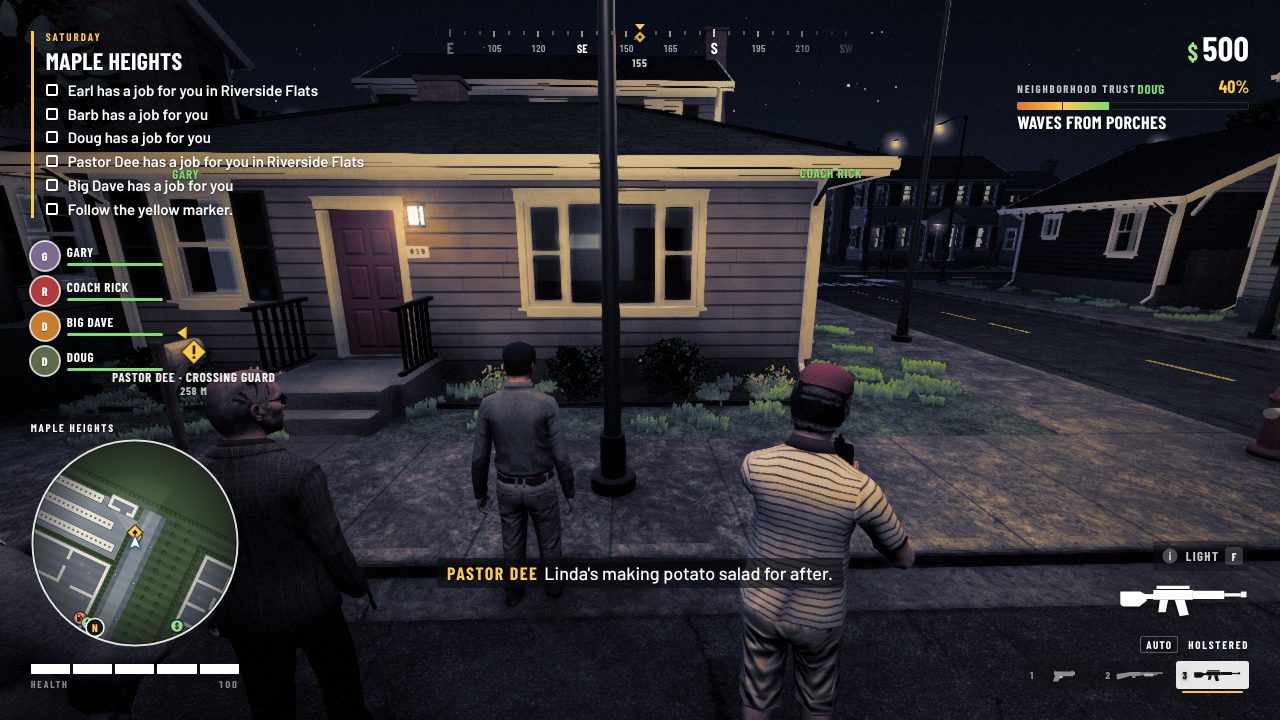 SATURDAY
MAPLE HEIGHTS
Earl has a job for you in Riverside Flats
Barb has a job for you
Doug has a job for you
Pastor Dee has a job for you in Riverside Flats
Big Dave has a job for you
Follow the yellow marker.
E 105 120 SE 150 165 S 195 210 SW
155
$ 500
NEIGHBORHOOD TRUST DOUG 40%
WAVES FROM PORCHES
GARY
COACH RICK
859
G GARY
R COACH RICK
D BIG DAVE
D DOUG
PASTOR DEE · CROSSING GUARD
258 M
MAPLE HEIGHTS
N
$
HEALTH 100
PASTOR DEE Linda's making potato salad for after.
LIGHT F
AUTO HOLSTERED
1 2 3